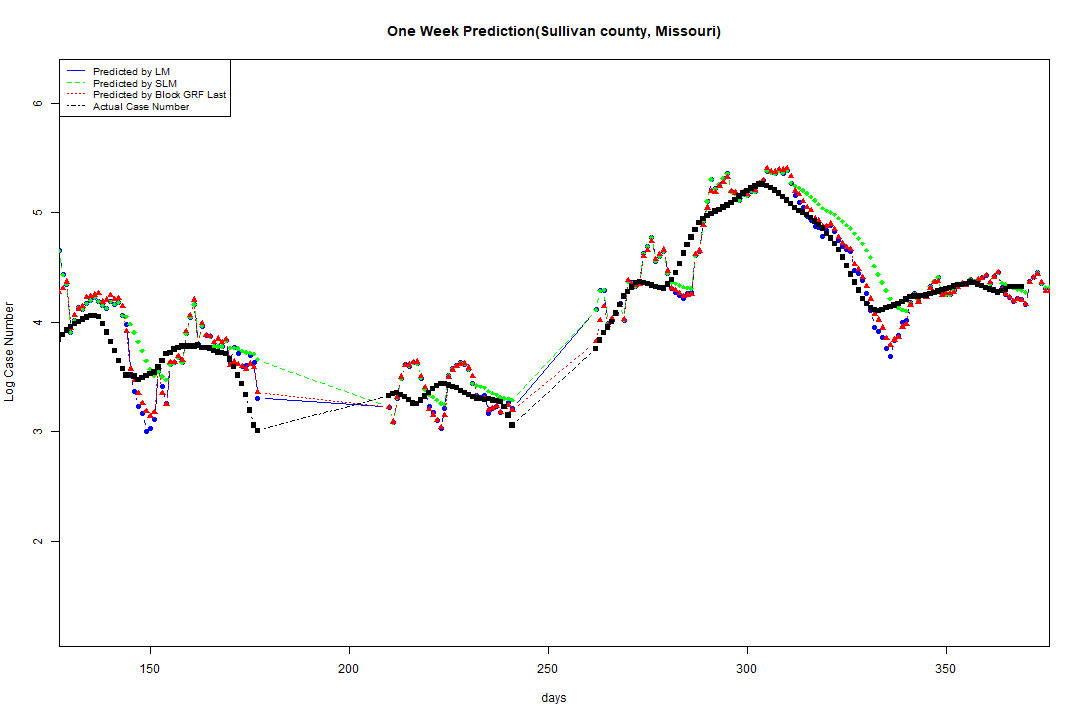 One Week Prediction(Sullivan county, Missouri)
Predicted by LM
Predicted by SLM
Predicted by Block GRF Last
Actual Case Number
6
5
4
3
2
Log Case Number
150
200
250
300
350
days